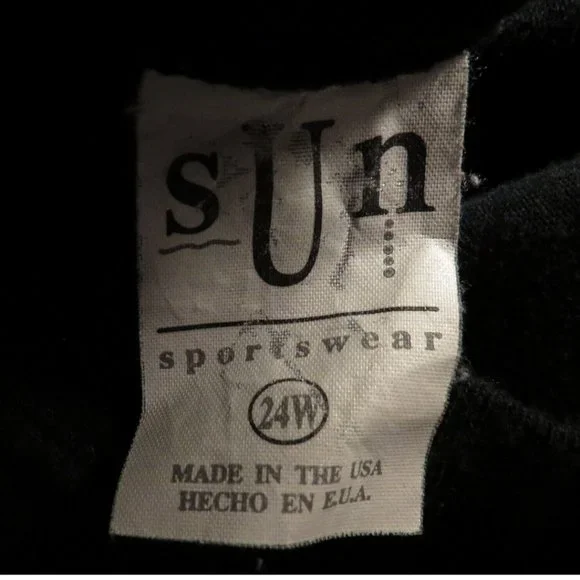 sUn
sportswear
24W
MADE IN THE USA
HECHO EN E.U.A.